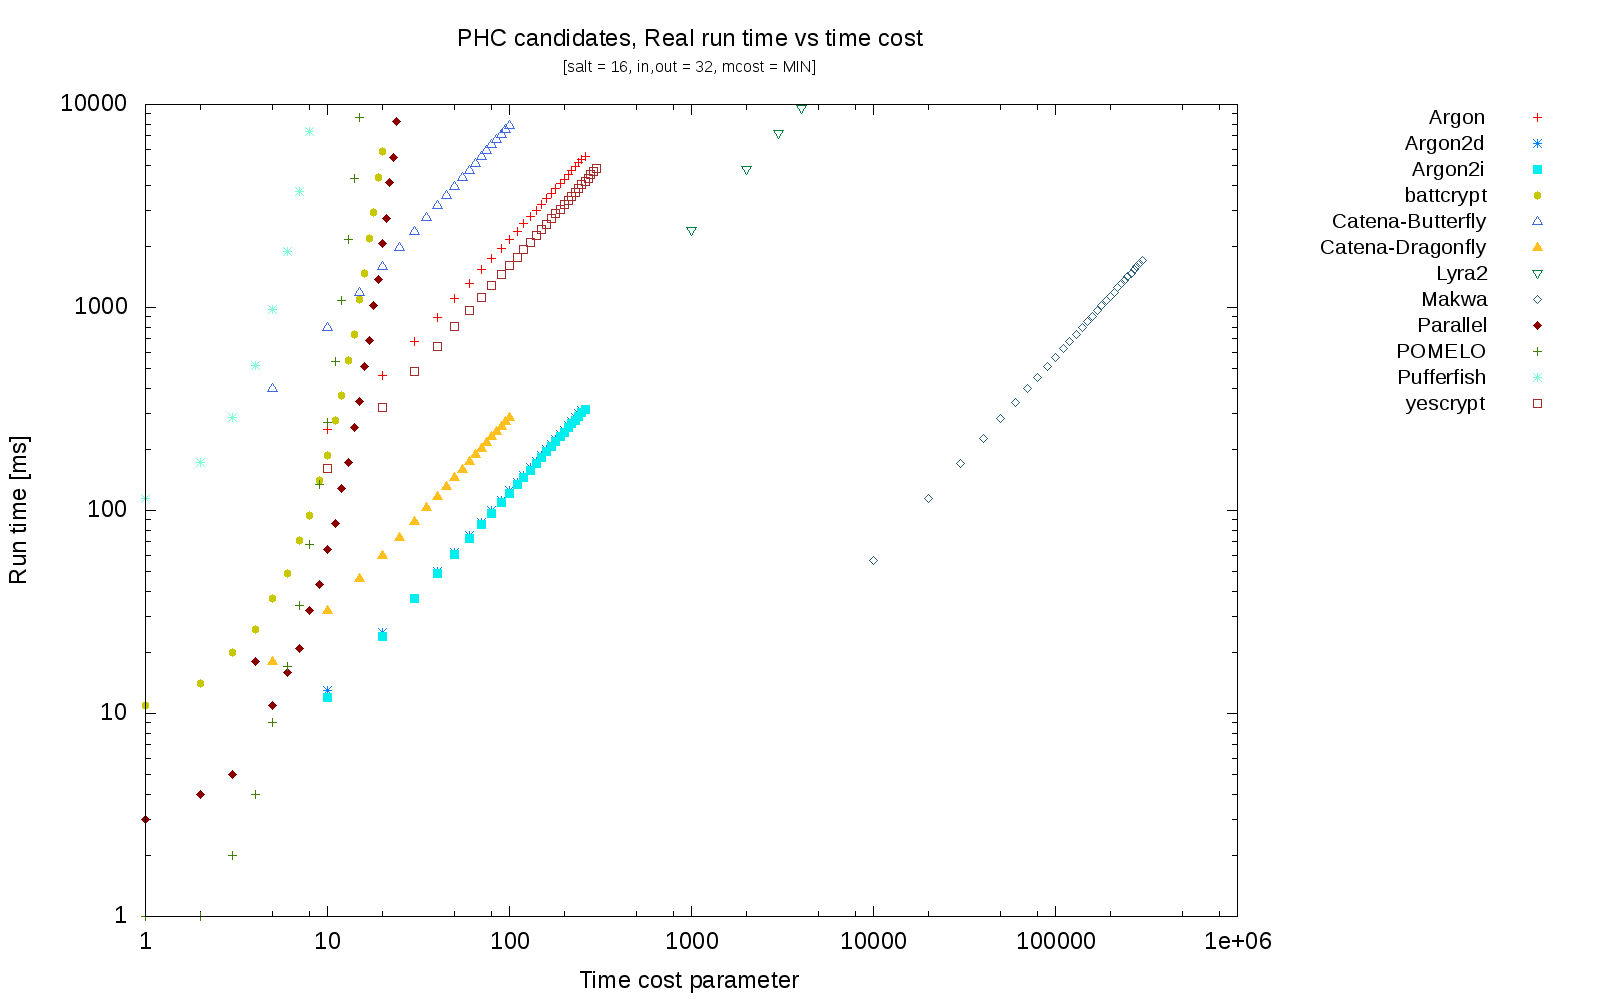 PHC candidates, Real run time vs time cost
[salt = 16, in,out = 32, mcost = MIN]
10000
1000
100
10
1
Run time [ms]
1 10 100 1000 10000 100000 1e+06
Time cost parameter
Argon
Argon2d
Argon2i
battcrypt
Catena-Butterfly
Catena-Dragonfly
Lyra2
Makwa
Parallel
POMELO
Pufferfish
yescrypt